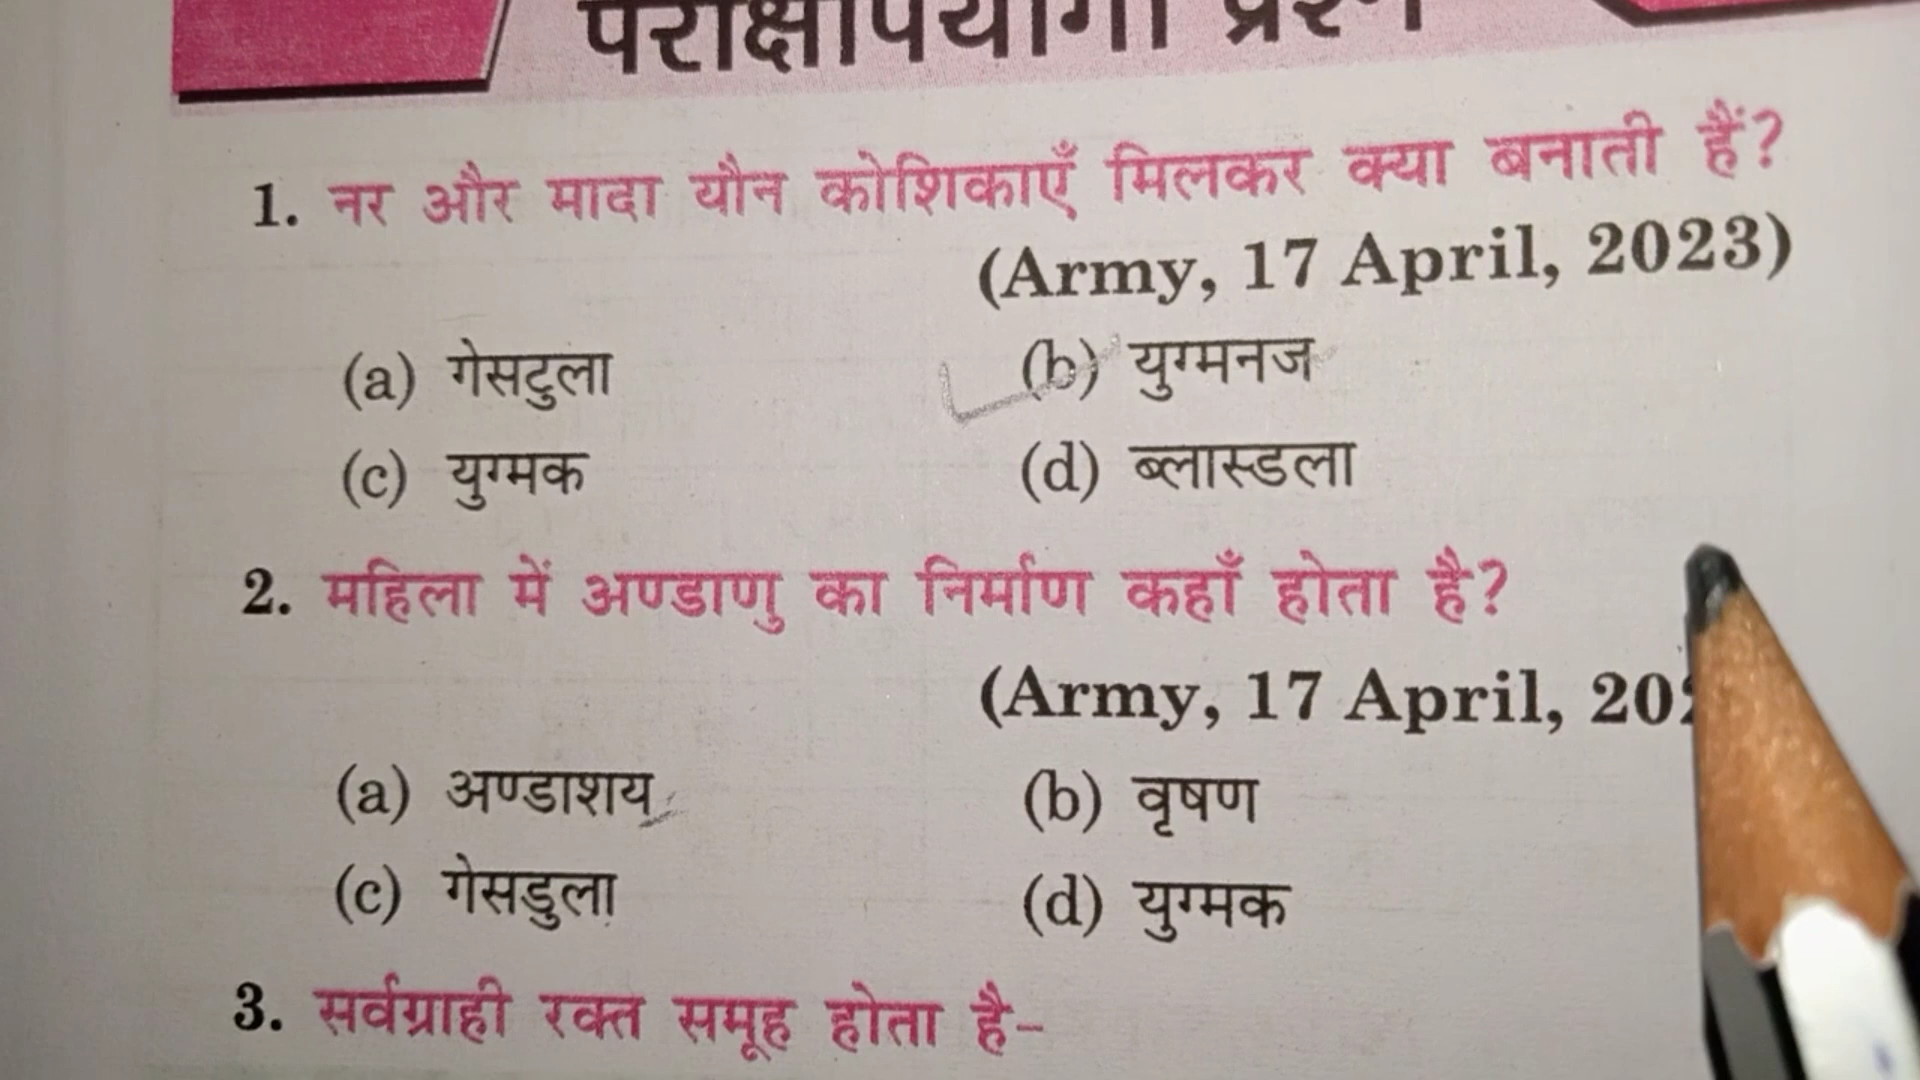 परीक्षोपयोगी प्रश्न
1. नर और मादा यौन कोशिकाएँ मिलकर क्या बनाती हैं?
(Army, 17 April, 2023)
(a) गेसटुला (b) युग्मनज
(c) युग्मक (d) ब्लास्डला
2. महिला में अण्डाणु का निर्माण कहाँ होता है?
(Army, 17 April, 20
(a) अण्डाशय (b) वृषण
(c) गेसडुला (d) युग्मक
3. सर्वग्राही रक्त समूह होता है-